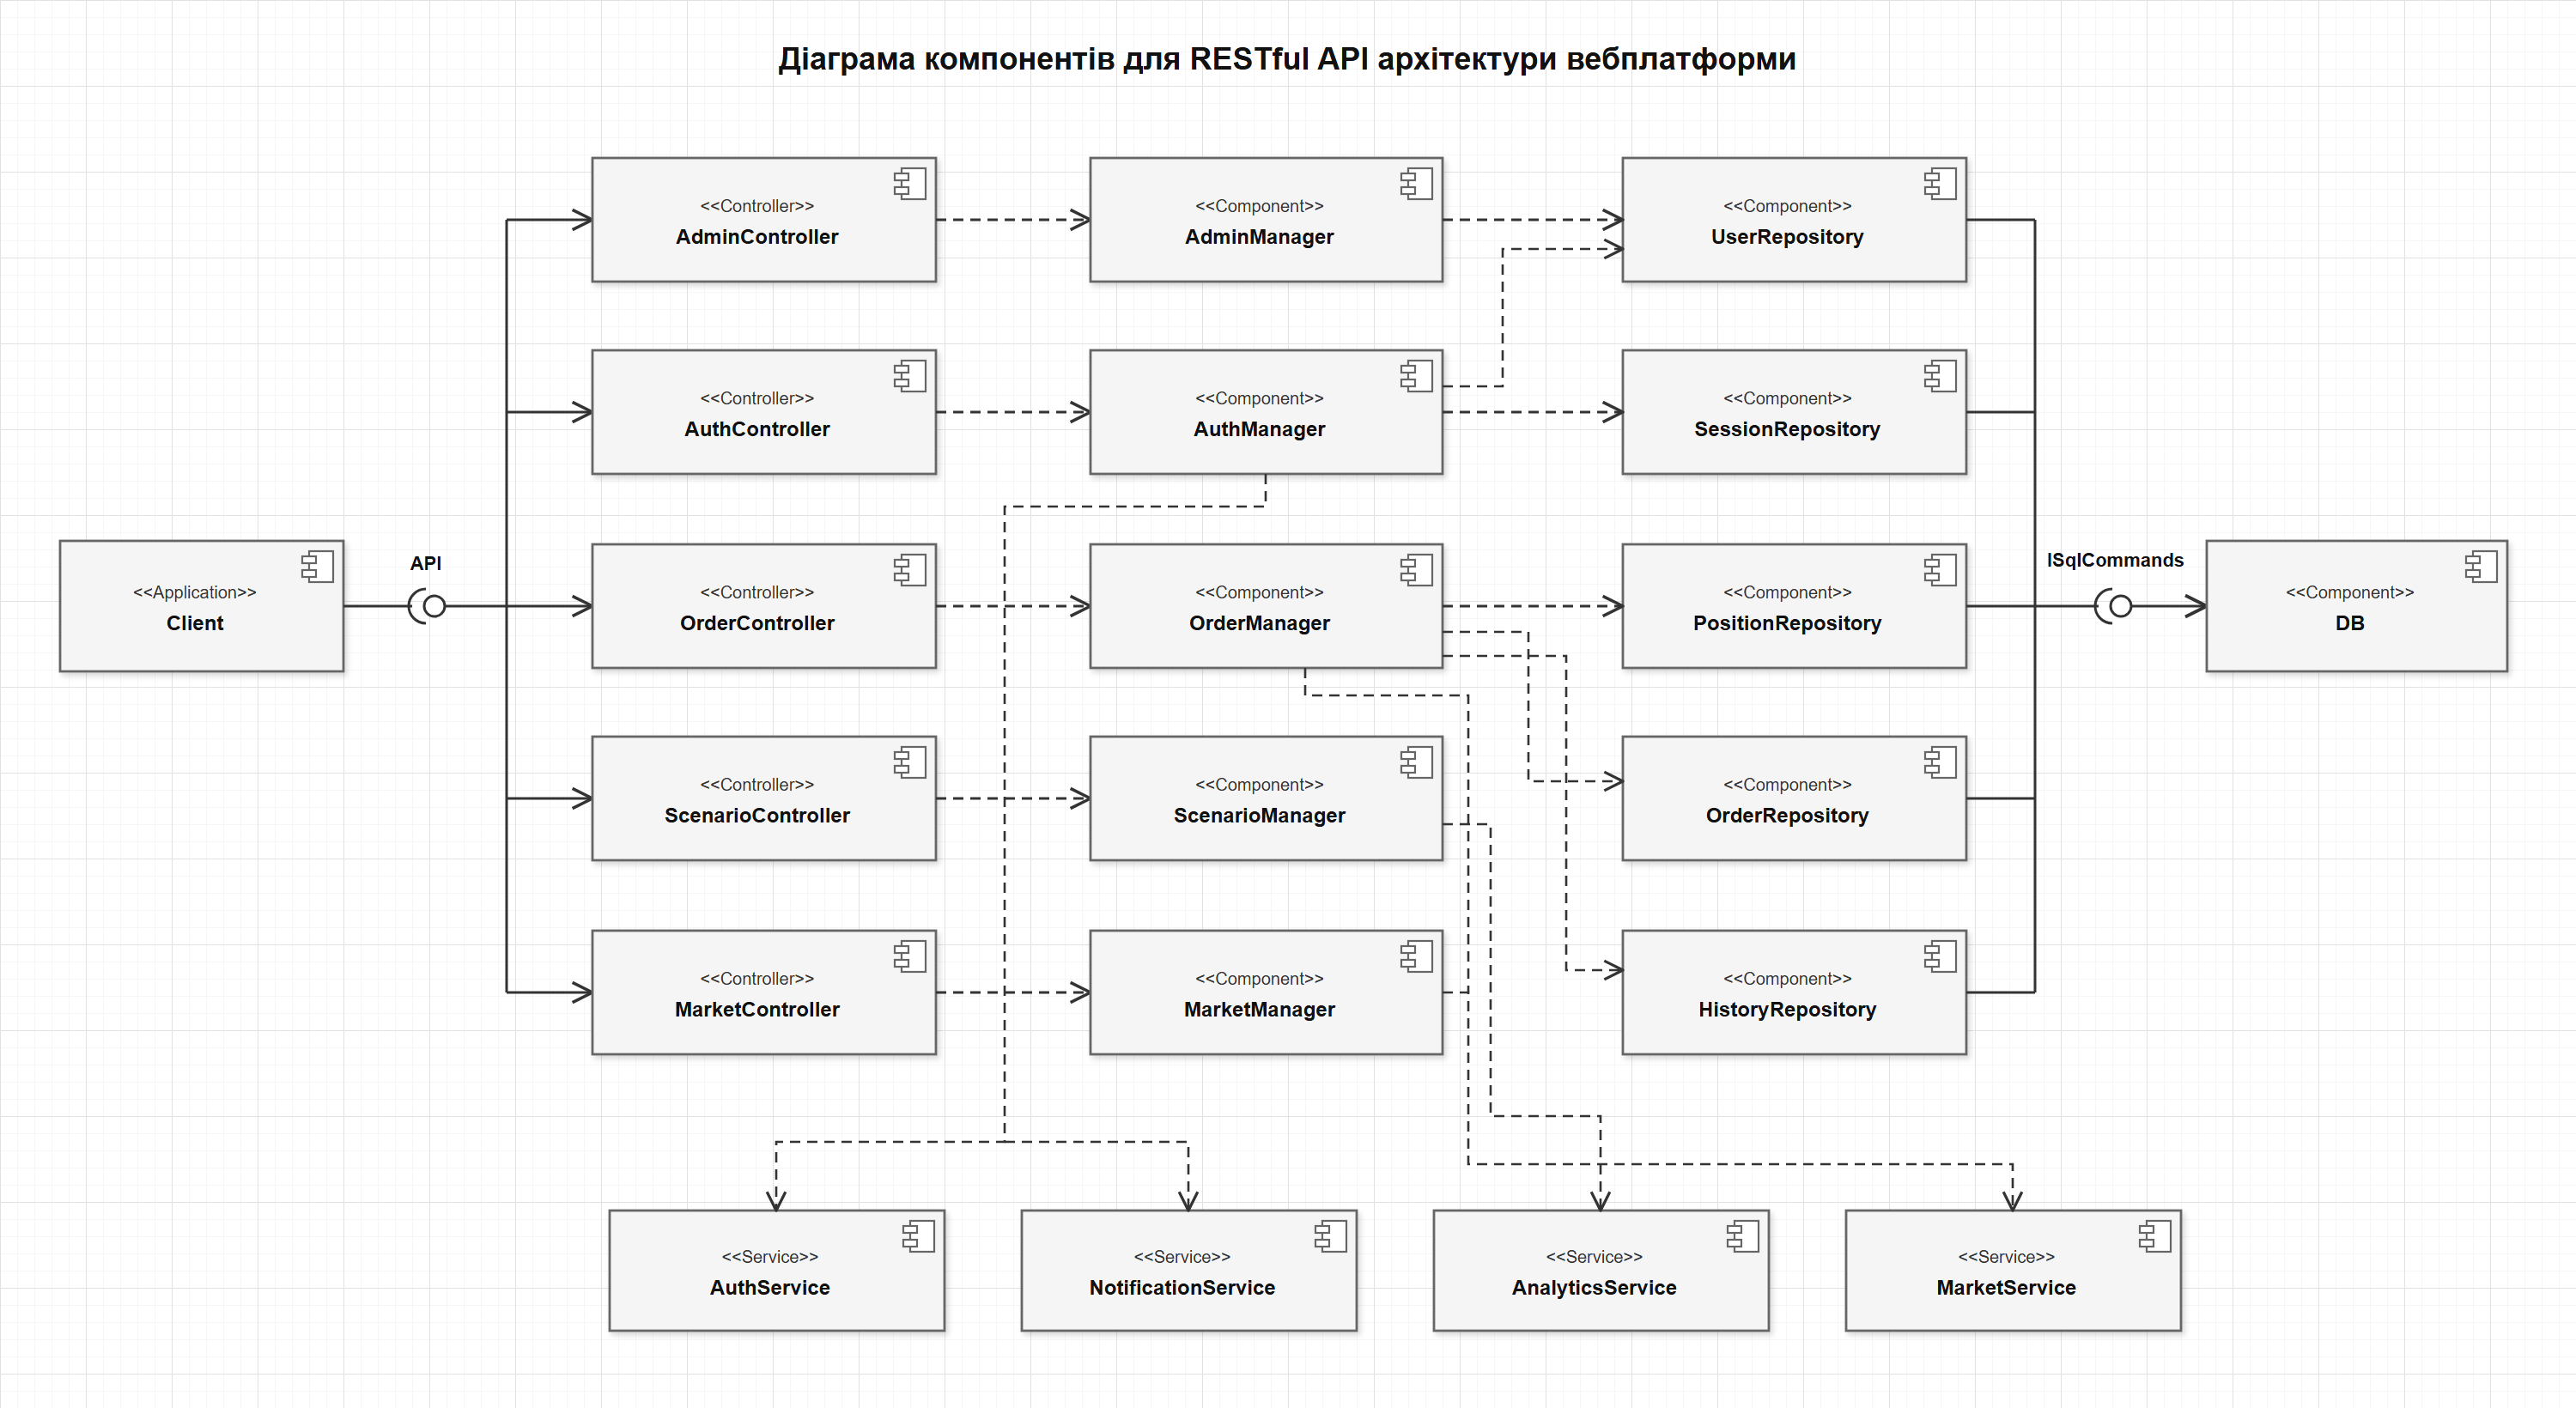 Діаграма компонентів для RESTful API архітектури вебплатформи
<<Controller>>
AdminController
<<Component>>
AdminManager
<<Component>>
UserRepository
<<Controller>>
AuthController
<<Component>>
AuthManager
<<Component>>
SessionRepository
<<Application>>
Client
API
<<Controller>>
OrderController
<<Component>>
OrderManager
<<Component>>
PositionRepository
ISqlCommands
<<Component>>
DB
<<Controller>>
ScenarioController
<<Component>>
ScenarioManager
<<Component>>
OrderRepository
<<Controller>>
MarketController
<<Component>>
MarketManager
<<Component>>
HistoryRepository
<<Service>>
AuthService
<<Service>>
NotificationService
<<Service>>
AnalyticsService
<<Service>>
MarketService